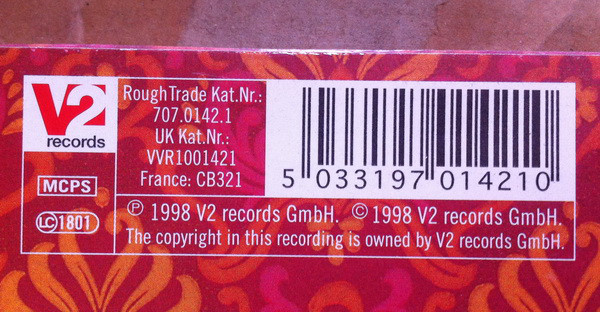 V2
records
MCPS
LC 1801
RoughTrade Kat.Nr.:
707.0142.1
UK Kat.Nr.:
VVR1001421
France: CB321
5 033197 014210
℗ 1998 V2 records GmbH. © 1998 V2 records GmbH.
The copyright in this recording is owned by V2 records GmbH.